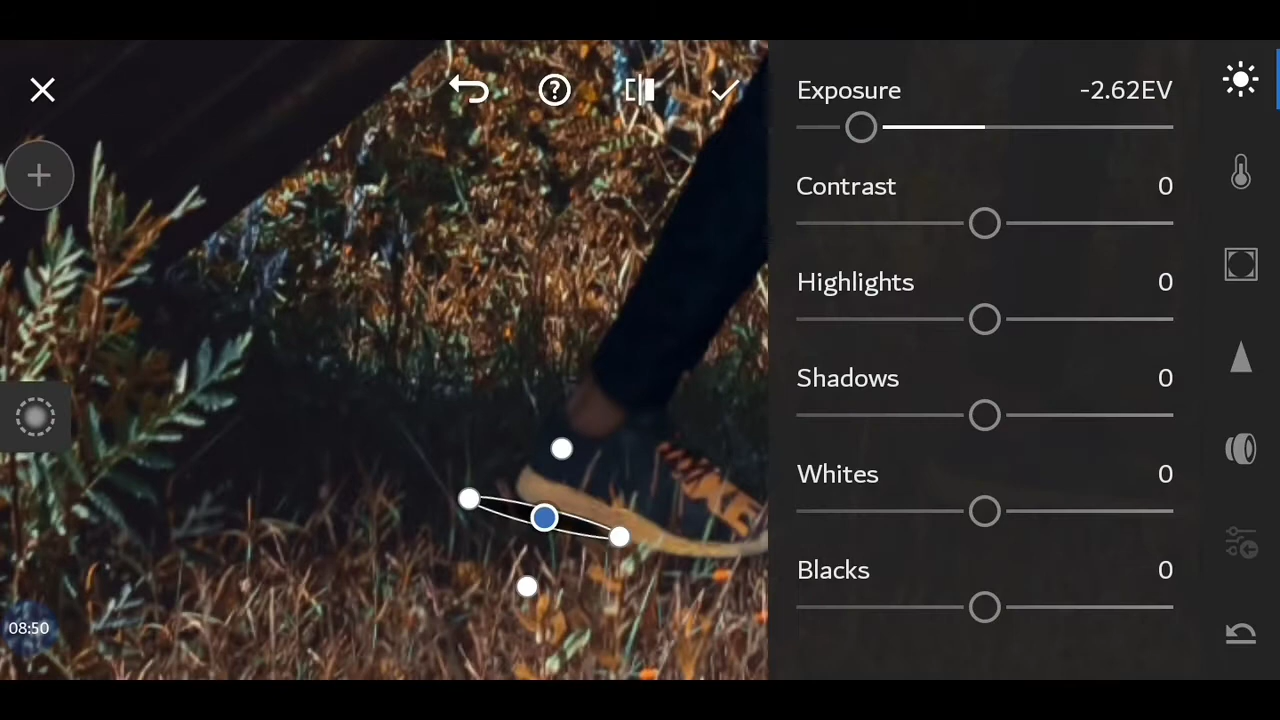 Exposure -2.62EV
Contrast 0
Highlights 0
Shadows 0
Whites 0
Blacks 0
08:50